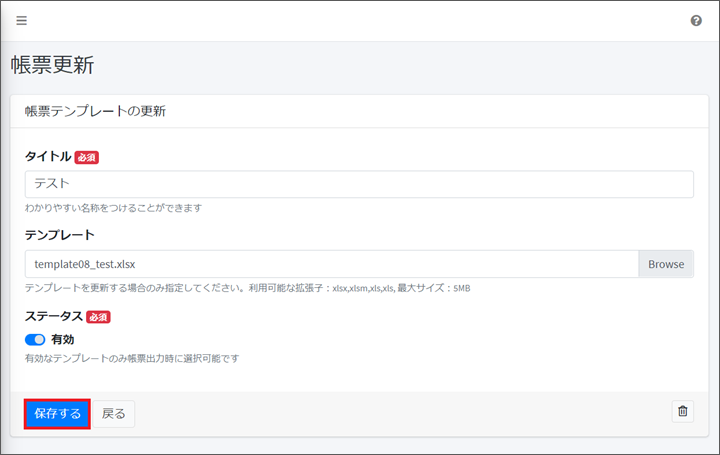 帳票更新
帳票テンプレートの更新
タイトル 必須
テスト
わかりやすい名称をつけることができます
テンプレート
template08_test.xlsx Browse
テンプレートを更新する場合のみ指定してください。利用可能な拡張子：xlsx,xlsm,xls,xls, 最大サイズ：5MB
ステータス 必須
有効
有効なテンプレートのみ帳票出力時に選択可能です
保存する 戻る